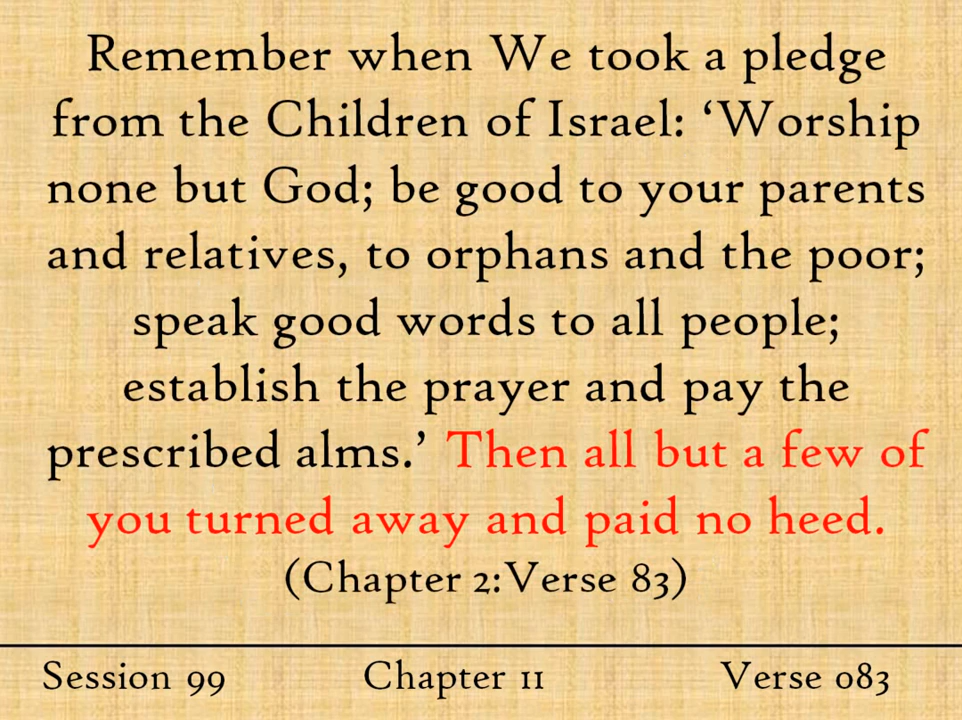 Remember when We took a pledge
from the Children of Israel: ‘Worship
none but God; be good to your parents
and relatives, to orphans and the poor;
speak good words to all people;
establish the prayer and pay the
prescribed alms.’ Then all but a few of
you turned away and paid no heed.
(Chapter 2:Verse 83)
Session 99 Chapter 11 Verse 083